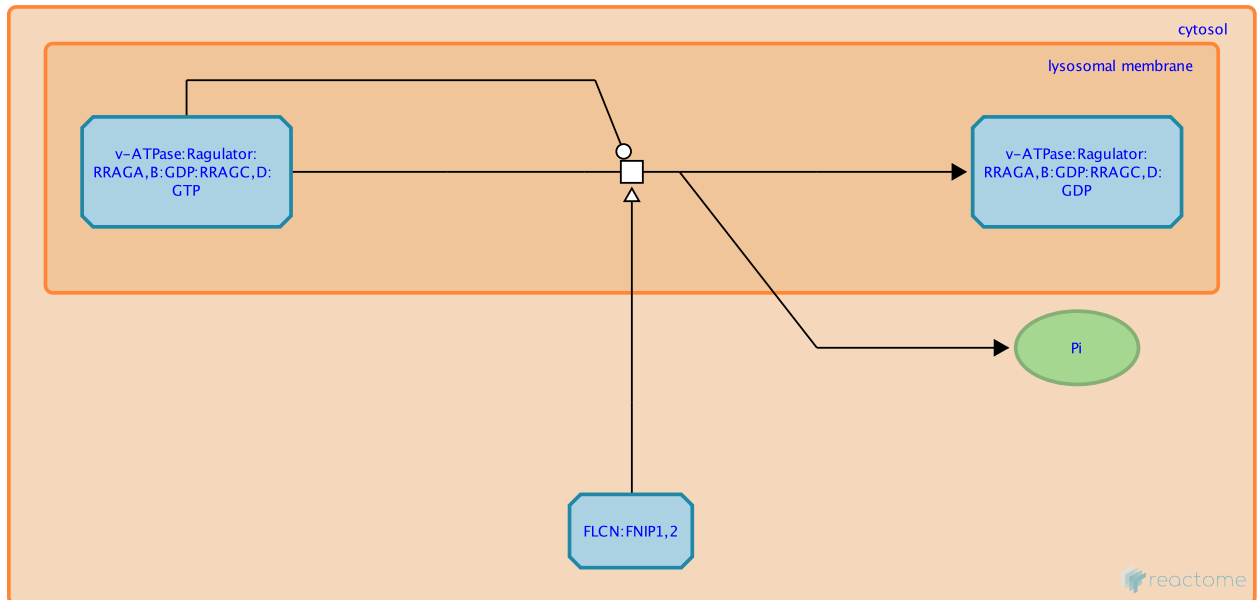 cytosol
lysosomal membrane
v-ATPase:Ragulator:
RRAGA,B:GDP:RRAGC,D:
GTP
v-ATPase:Ragulator:
RRAGA,B:GDP:RRAGC,D:
GDP
Pi
FLCN:FNIP1,2
reactome